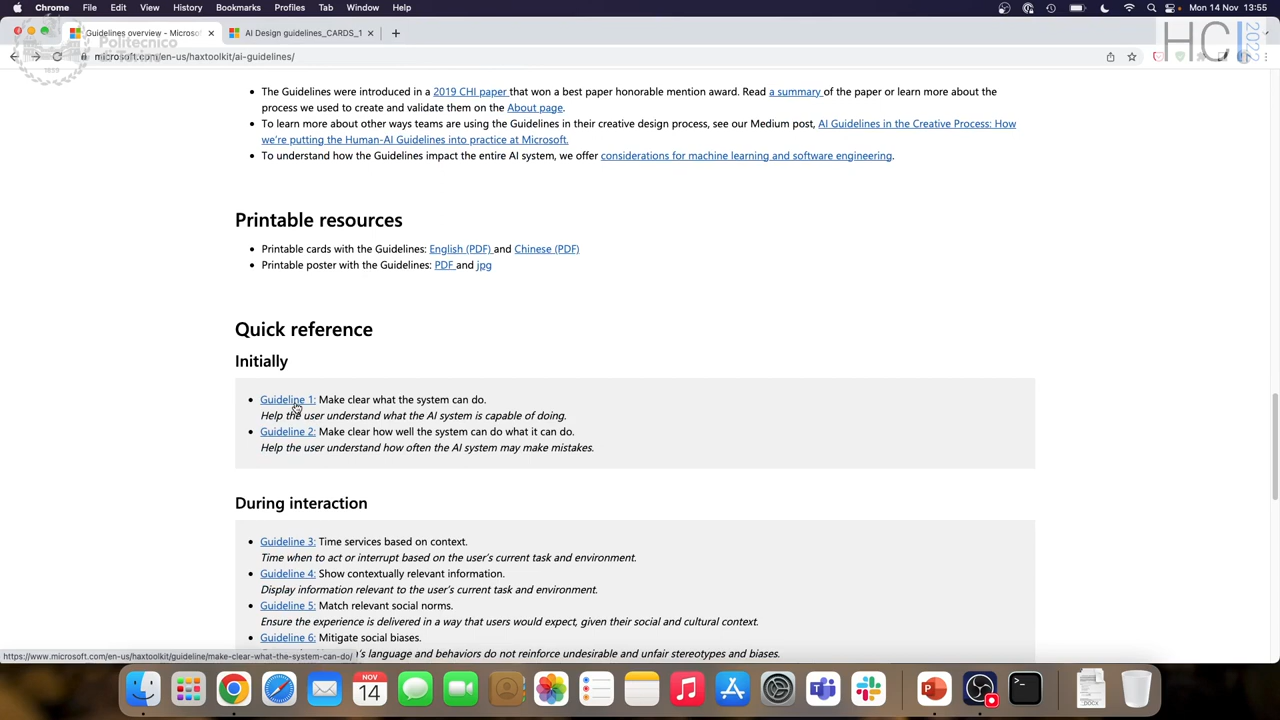 Chrome File Edit View History Bookmarks Profiles Tab Window Help Mon 14 Nov 13:55
Guidelines overview - Microso AI Design guidelines_CARDS_1
Politecnico
di Torino
1859
HCI 2022
microsoft.com/en-us/haxtoolkit/ai-guidelines/
• The Guidelines were introduced in a 2019 CHI paper that won a best paper honorable mention award. Read a summary of the paper or learn more about the
process we used to create and validate them on the About page.
• To learn more about other ways teams are using the Guidelines in their creative design process, see our Medium post, AI Guidelines in the Creative Process: How
we're putting the Human-AI Guidelines into practice at Microsoft.
• To understand how the Guidelines impact the entire AI system, we offer considerations for machine learning and software engineering.
Printable resources
• Printable cards with the Guidelines: English (PDF) and Chinese (PDF)
• Printable poster with the Guidelines: PDF and jpg
Quick reference
Initially
• Guideline 1: Make clear what the system can do.
Help the user understand what the AI system is capable of doing.
• Guideline 2: Make clear how well the system can do what it can do.
Help the user understand how often the AI system may make mistakes.
During interaction
• Guideline 3: Time services based on context.
Time when to act or interrupt based on the user's current task and environment.
• Guideline 4: Show contextually relevant information.
Display information relevant to the user's current task and environment.
• Guideline 5: Match relevant social norms.
Ensure the experience is delivered in a way that users would expect, given their social and cultural context.
• Guideline 6: Mitigate social biases.
's language and behaviors do not reinforce undesirable and unfair stereotypes and biases.
https://www.microsoft.com/en-us/haxtoolkit/guideline/make-clear-what-the-system-can-do/
NOV
14
.DOCX